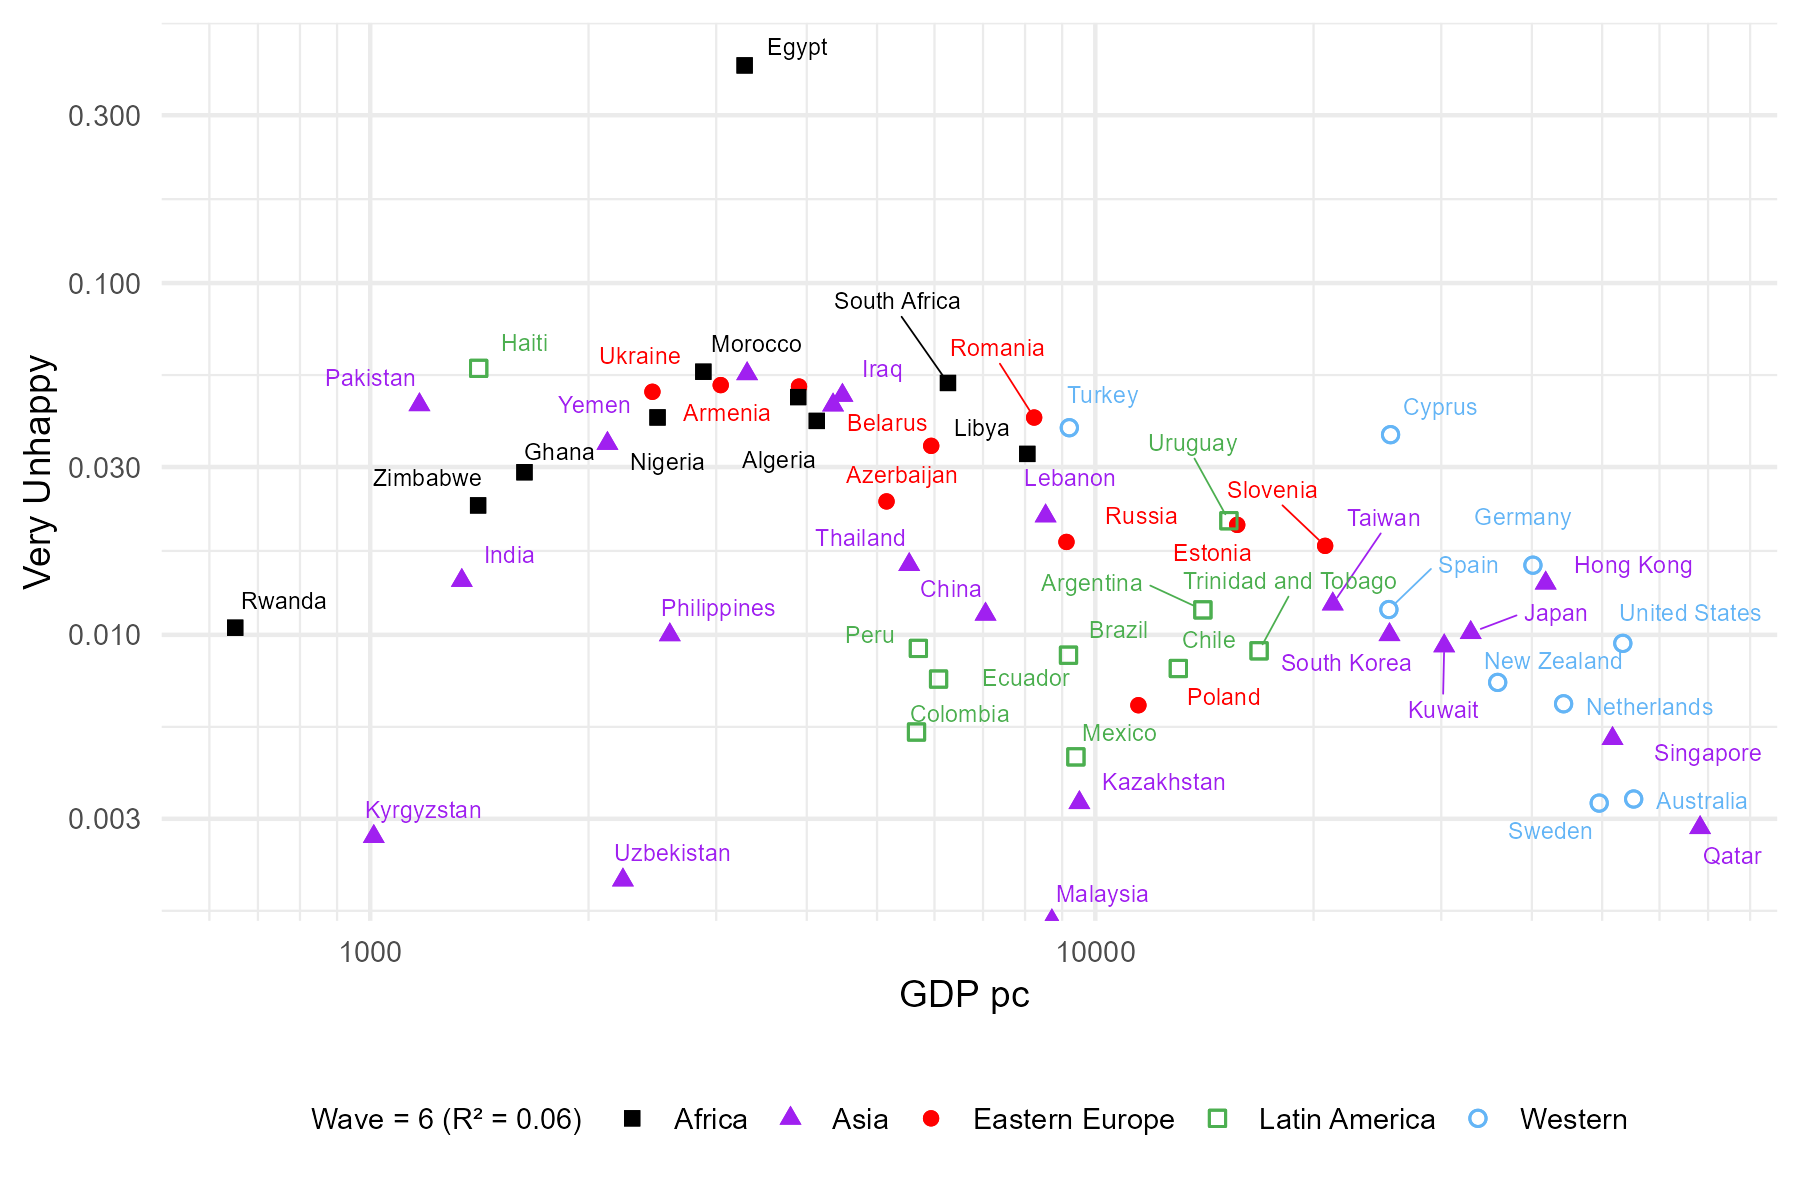 Egypt
0.300
0.100
South Africa
Haiti
Morocco
Romania
Ukraine
Iraq
Pakistan
Turkey
Yemen
Cyprus
Armenia
Belarus
Libya
Uruguay
Ghana
Nigeria
Algeria
0.030
Zimbabwe
Azerbaijan
Lebanon
Slovenia
Russia
Taiwan
Germany
Thailand
India
Estonia
Spain
Hong Kong
China
Argentina
Trinidad and Tobago
Rwanda
Philippines
Japan
United States
0.010
Peru
Brazil
Chile
South Korea
New Zealand
Ecuador
Poland
Kuwait
Netherlands
Colombia
Mexico
Singapore
Kazakhstan
Kyrgyzstan
Australia
0.003
Sweden
Uzbekistan
Qatar
Malaysia
Very Unhappy
1000
10000
GDP pc
Wave = 6 (R² = 0.06)
Africa
Asia
Eastern Europe
Latin America
Western